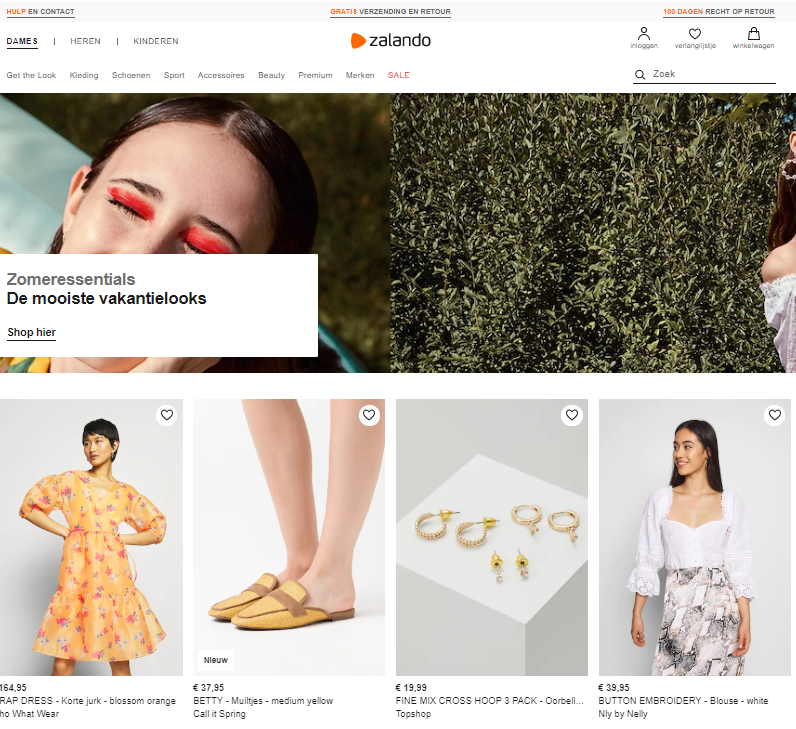 HULP EN CONTACT
GRATIS VERZENDING EN RETOUR
100 DAGEN RECHT OP RETOUR
DAMES | HEREN | KINDEREN
zalando
inloggen
verlanglijstje
winkelwagen
Get the Look Kleding Schoenen Sport Accessoires Beauty Premium Merken SALE
Zoek
Zomeressentials
De mooiste vakantielooks
Shop hier
Nieuw
164,95
RAP DRESS - Korte jurk - blossom orange
ho What Wear
€ 37,95
BETTY - Muiltjes - medium yellow
Call it Spring
€ 19,99
FINE MIX CROSS HOOP 3 PACK - Oorbell...
Topshop
€ 39,95
BUTTON EMBROIDERY - Blouse - white
Nly by Nelly